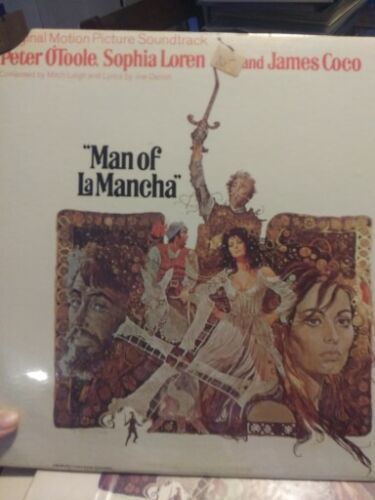 Original Motion Picture Soundtrack
Peter O'Toole, Sophia Loren and James Coco
Composed by Mitch Leigh and Lyrics by Joe Darion
"Man of
La Mancha"